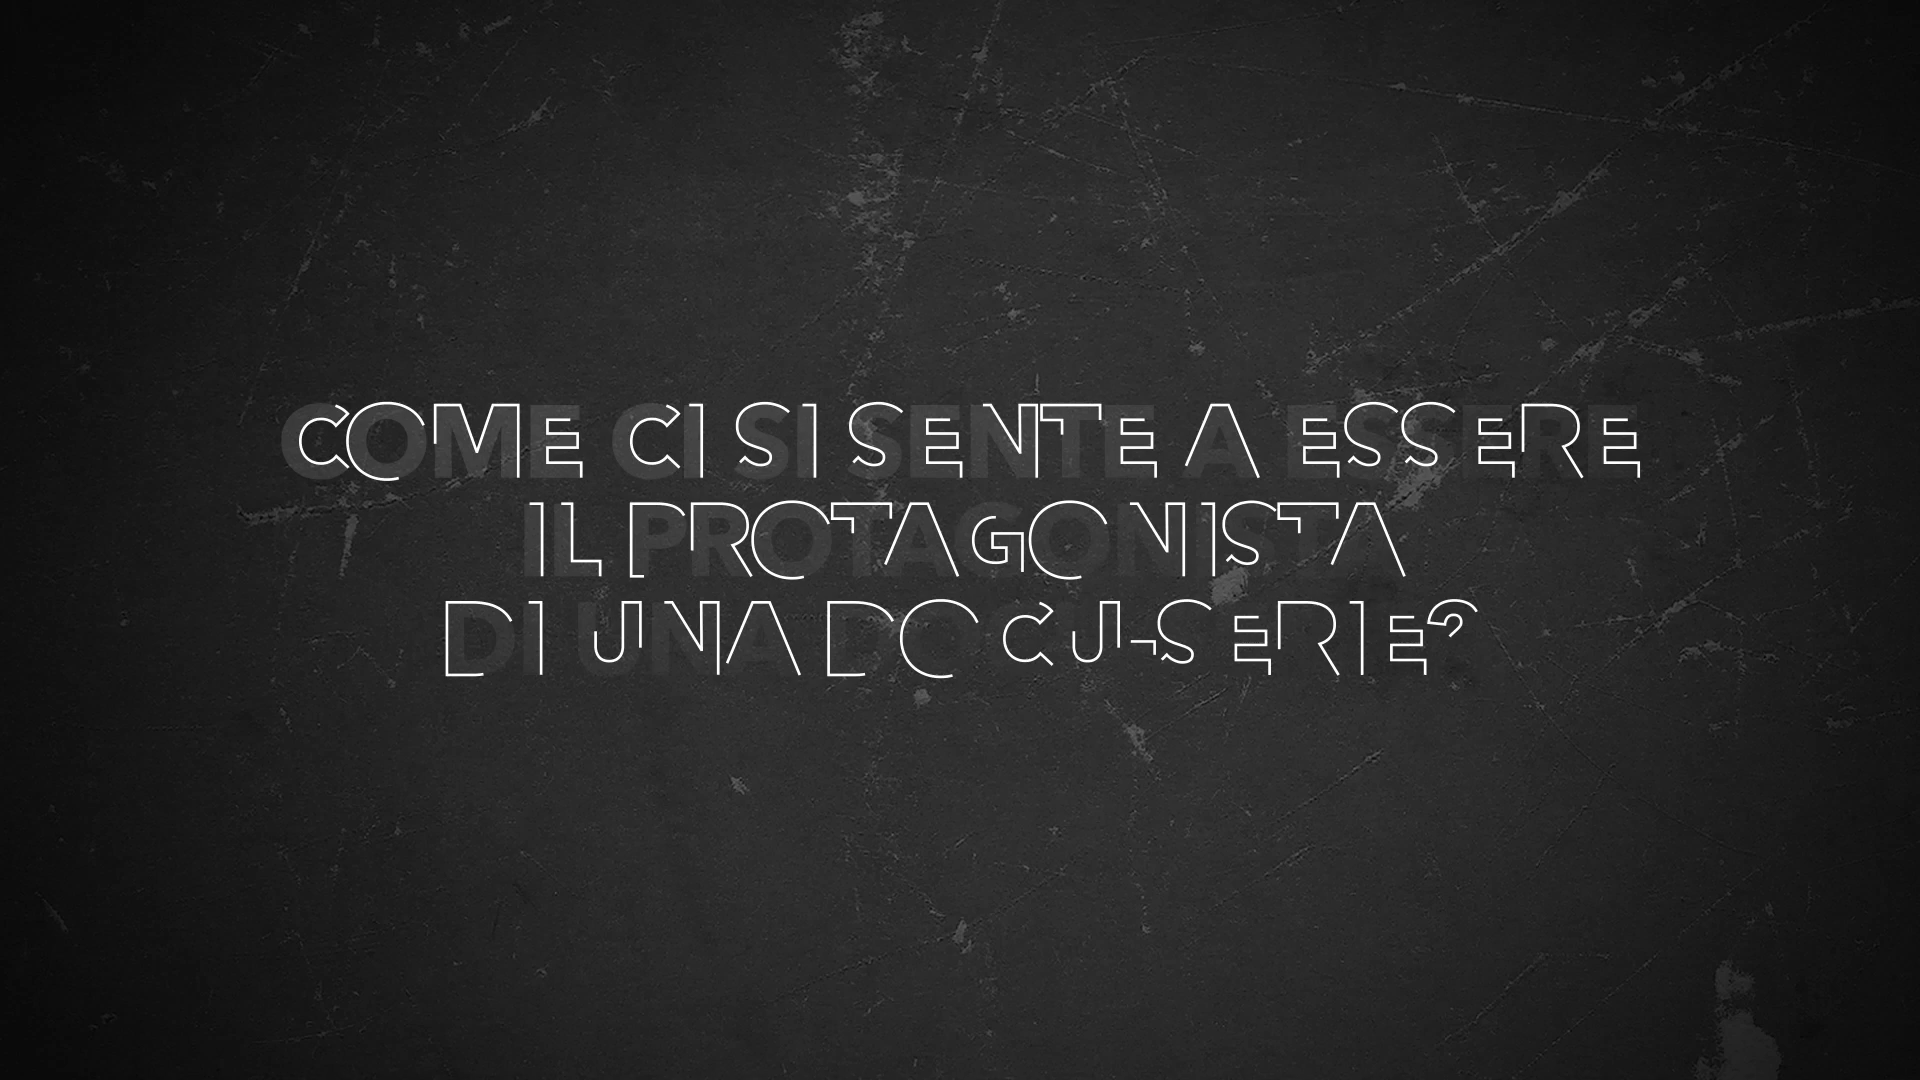 COME CI SI SENTE A ESSERE
IL PROTAGONISTA
DI UNA DOCU-SERIE?